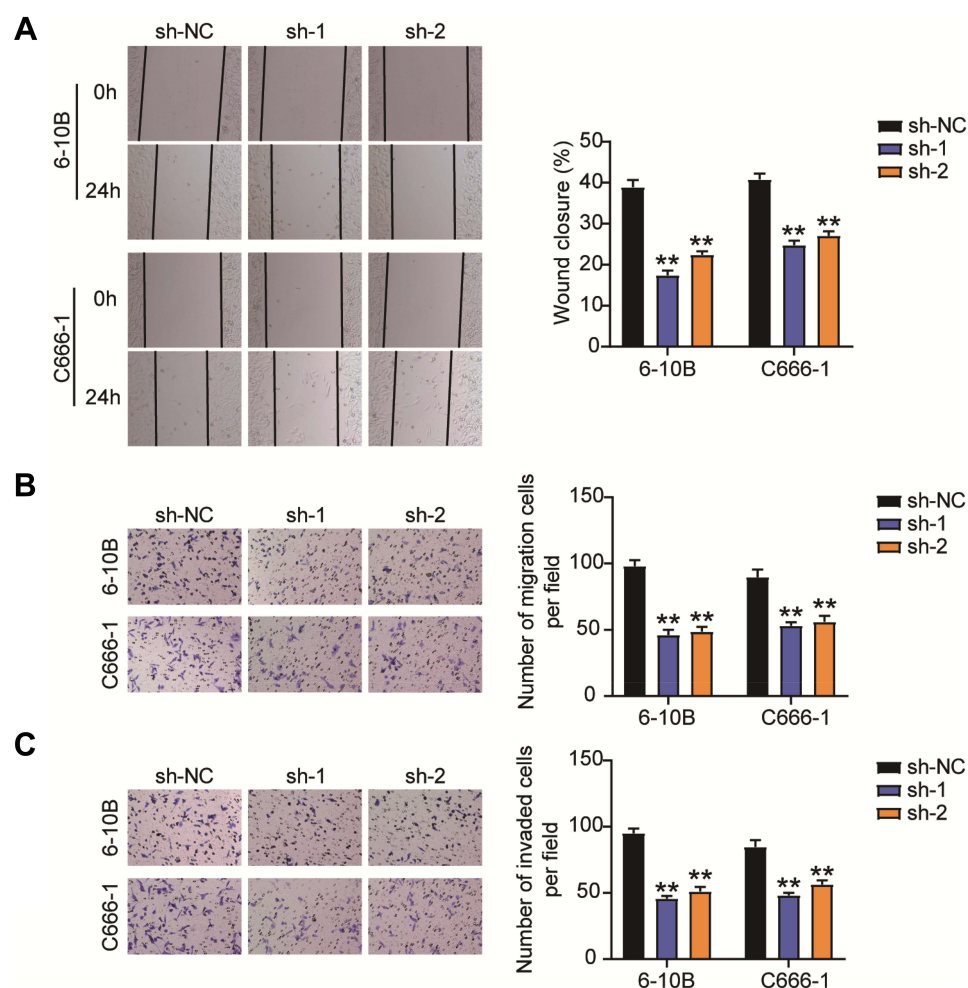 A
sh-NC sh-1 sh-2
6-10B
0h
24h
C666-1
0h
24h
Wound closure (%)
50
40
30
20
10
0
** ** ** **
6-10B C666-1
sh-NC
sh-1
sh-2
B
sh-NC sh-1 sh-2
6-10B
C666-1
Number of migration cells
per field
150
100
50
0
** ** ** **
6-10B C666-1
sh-NC
sh-1
sh-2
C
sh-NC sh-1 sh-2
6-10B
C666-1
Number of invaded cells
per field
150
100
50
0
** ** ** **
6-10B C666-1
sh-NC
sh-1
sh-2